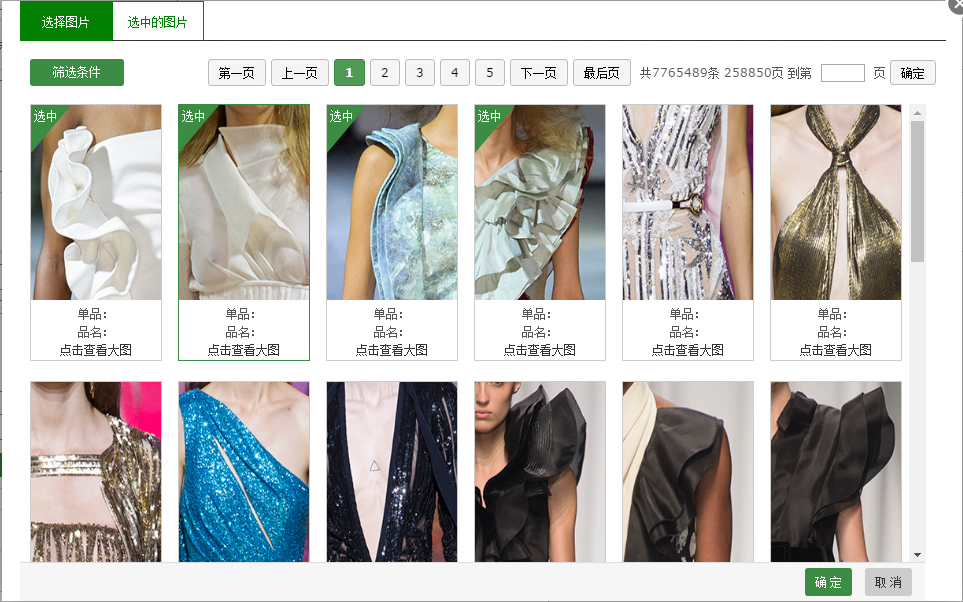 选择图片 选中的图片
筛选条件 第一页 上一页 1 2 3 4 5 下一页 最后页 共7765489条 258850页 到第 页 确定
选中 选中 选中 选中
单品： 单品： 单品： 单品： 单品： 单品：
品名： 品名： 品名： 品名： 品名： 品名：
点击查看大图 点击查看大图 点击查看大图 点击查看大图 点击查看大图 点击查看大图
确 定 取 消